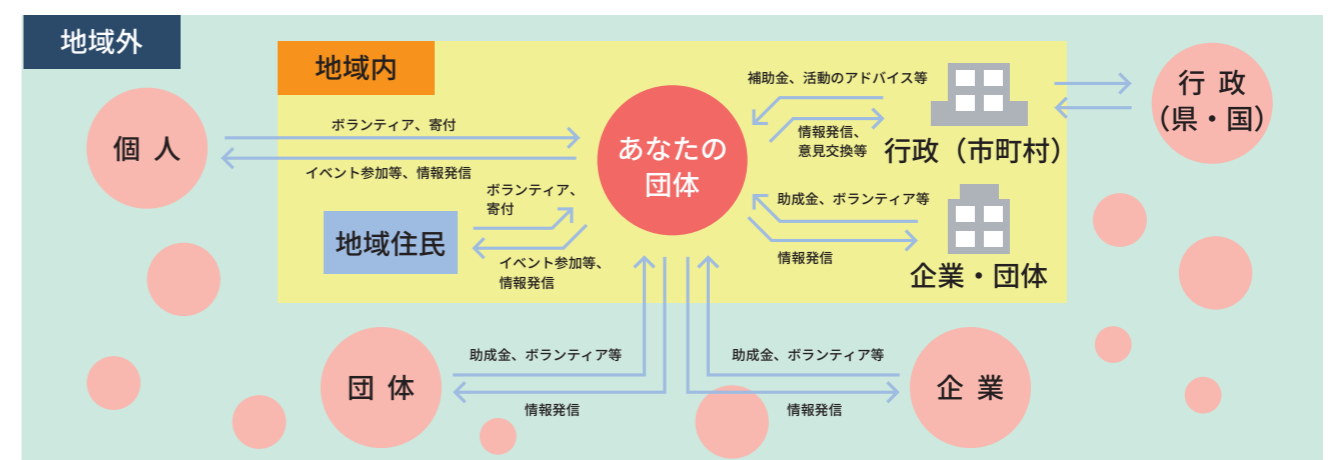 地域外
地域内
個人
ボランティア、寄付
イベント参加等、情報発信
ボランティア、
寄付
地域住民
イベント参加等、
情報発信
あなたの
団体
補助金、活動のアドバイス等
情報発信、
意見交換等
行政（市町村）
行政
（県・国）
助成金、ボランティア等
情報発信
企業・団体
団体
助成金、ボランティア等
情報発信
助成金、ボランティア等
情報発信
企業